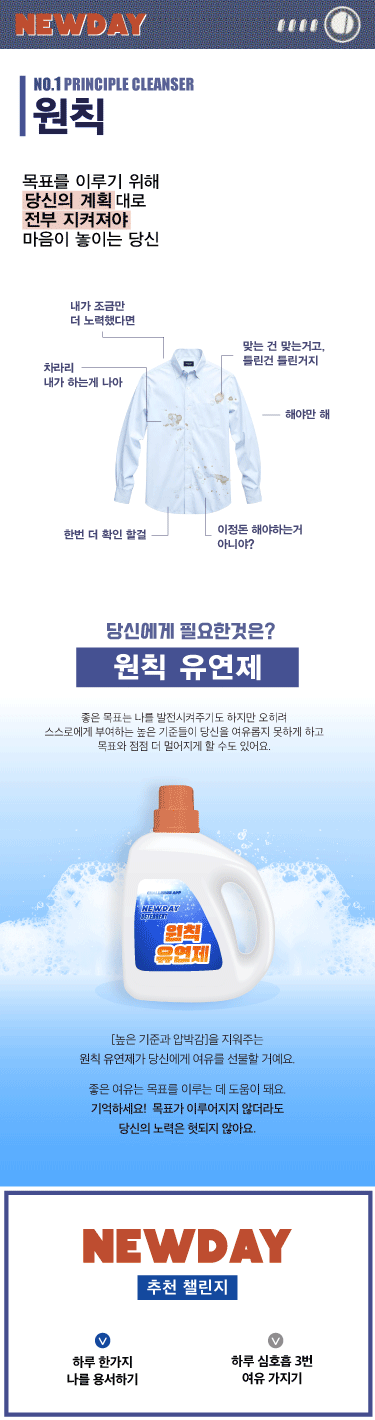 NEWDAY
NO.1 PRINCIPLE CLEANSER
원칙
목표를 이루기 위해
당신의 계획대로
전부 지켜져야
마음이 놓이는 당신
내가 조금만
더 노력했다면
맞는 건 맞는거고,
틀린건 틀린거지
차라리
내가 하는게 나아
해야만 해
한번 더 확인 할걸
이정돈 해야하는거
아니야?
당신에게 필요한것은?
원칙 유연제
좋은 목표는 나를 발전시켜주기도 하지만 오히려
스스로에게 부여하는 높은 기준들이 당신을 여유롭지 못하게 하고
목표와 점점 더 멀어지게 할 수도 있어요.
NEWDAY
DETERGENT
원칙
유연제
[높은 기준과 압박감]을 지워주는
원칙 유연제가 당신에게 여유를 선물할 거예요.
좋은 여유는 목표를 이루는 데 도움이 돼요.
기억하세요! 목표가 이루어지지 않더라도
당신의 노력은 헛되지 않아요.
NEWDAY
추천 챌린지
하루 한가지
나를 용서하기
하루 심호흡 3번
여유 가지기